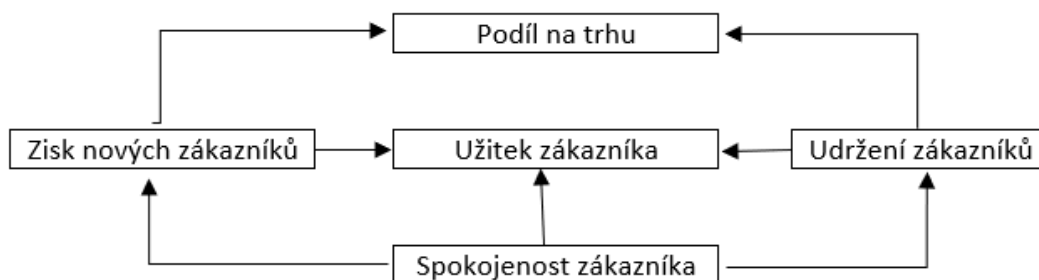 Podíl na trhu
Zisk nových zákazníků
Užitek zákazníka
Udržení zákazníků
Spokojenost zákazníka